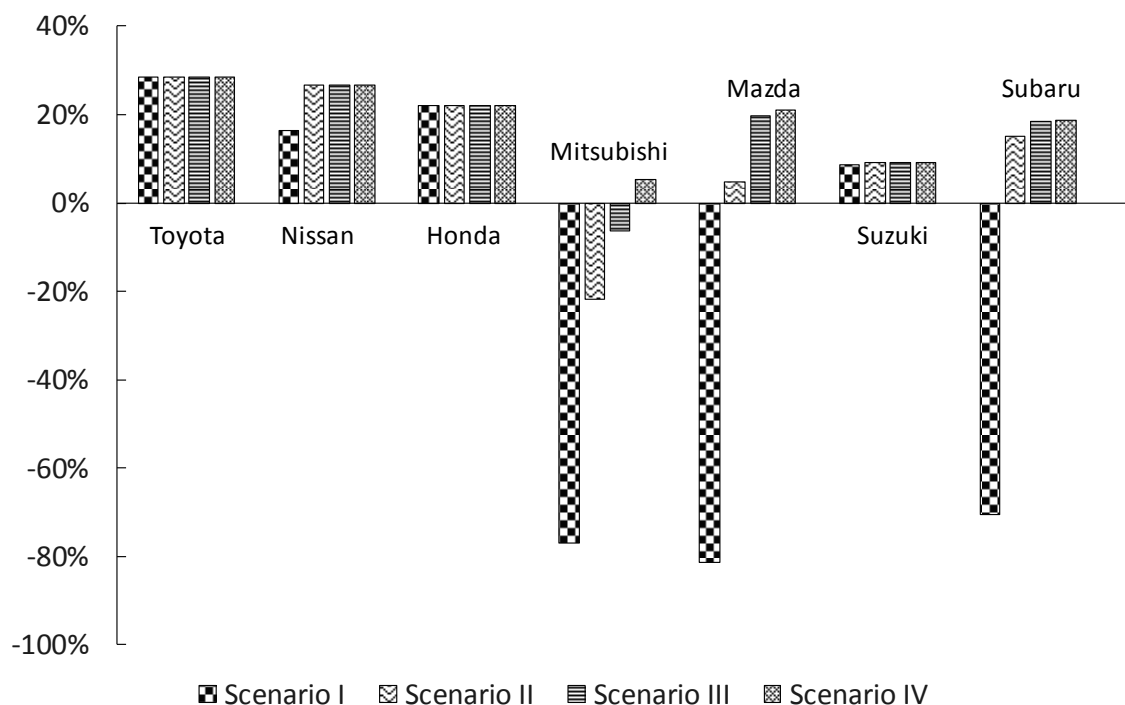 40%
20%
0%
-20%
-40%
-60%
-80%
-100%
Toyota
Nissan
Honda
Mitsubishi
Mazda
Suzuki
Subaru
Scenario I Scenario II Scenario III Scenario IV